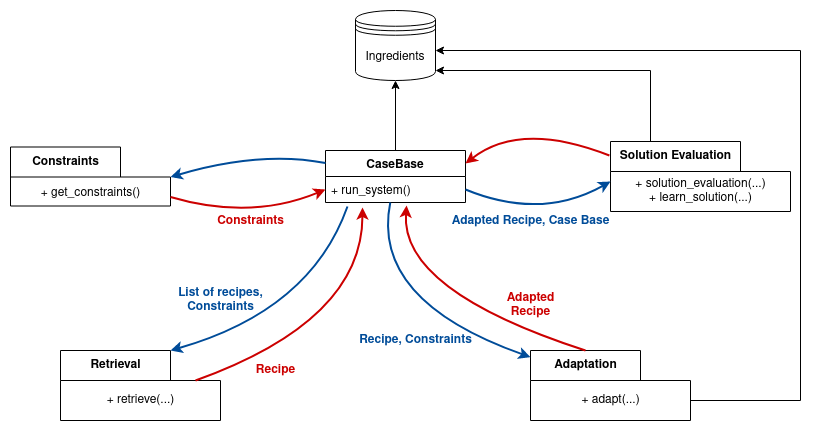 Ingredients
Constraints
+ get_constraints()
CaseBase
+ run_system()
Solution Evaluation
+ solution_evaluation(...)
+ learn_solution(...)
Constraints
Adapted Recipe, Case Base
List of recipes,
Constraints
Adapted
Recipe
Recipe, Constraints
Recipe
Retrieval
+ retrieve(...)
Adaptation
+ adapt(...)